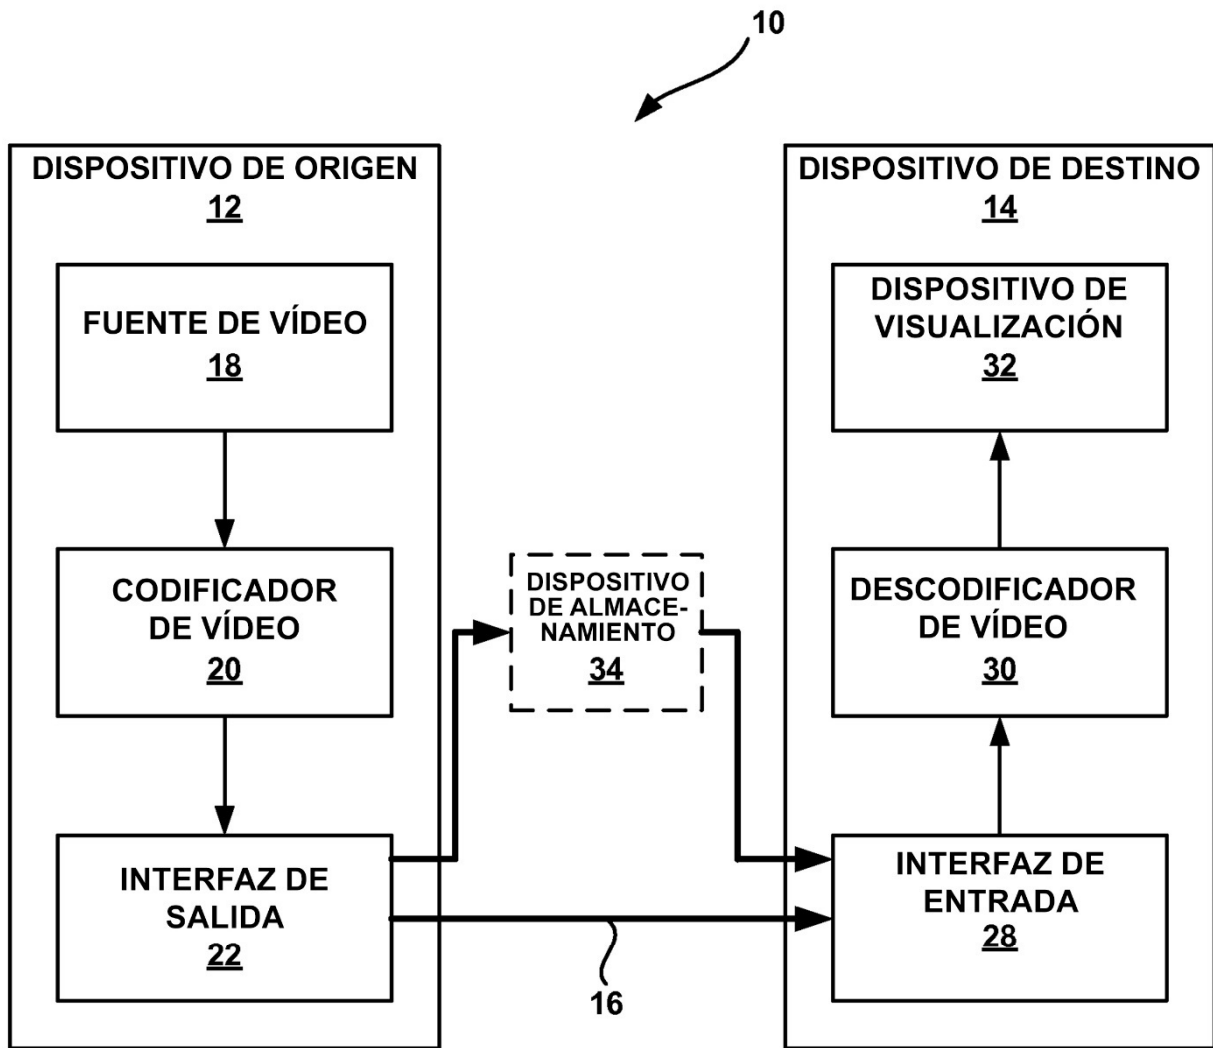 10
DISPOSITIVO DE ORIGEN
12
FUENTE DE VÍDEO
18
CODIFICADOR
DE VÍDEO
20
INTERFAZ DE
SALIDA
22
DISPOSITIVO
DE ALMACE-
NAMIENTO
34
16
DISPOSITIVO DE DESTINO
14
DISPOSITIVO DE
VISUALIZACIÓN
32
DESCODIFICADOR
DE VÍDEO
30
INTERFAZ DE
ENTRADA
28